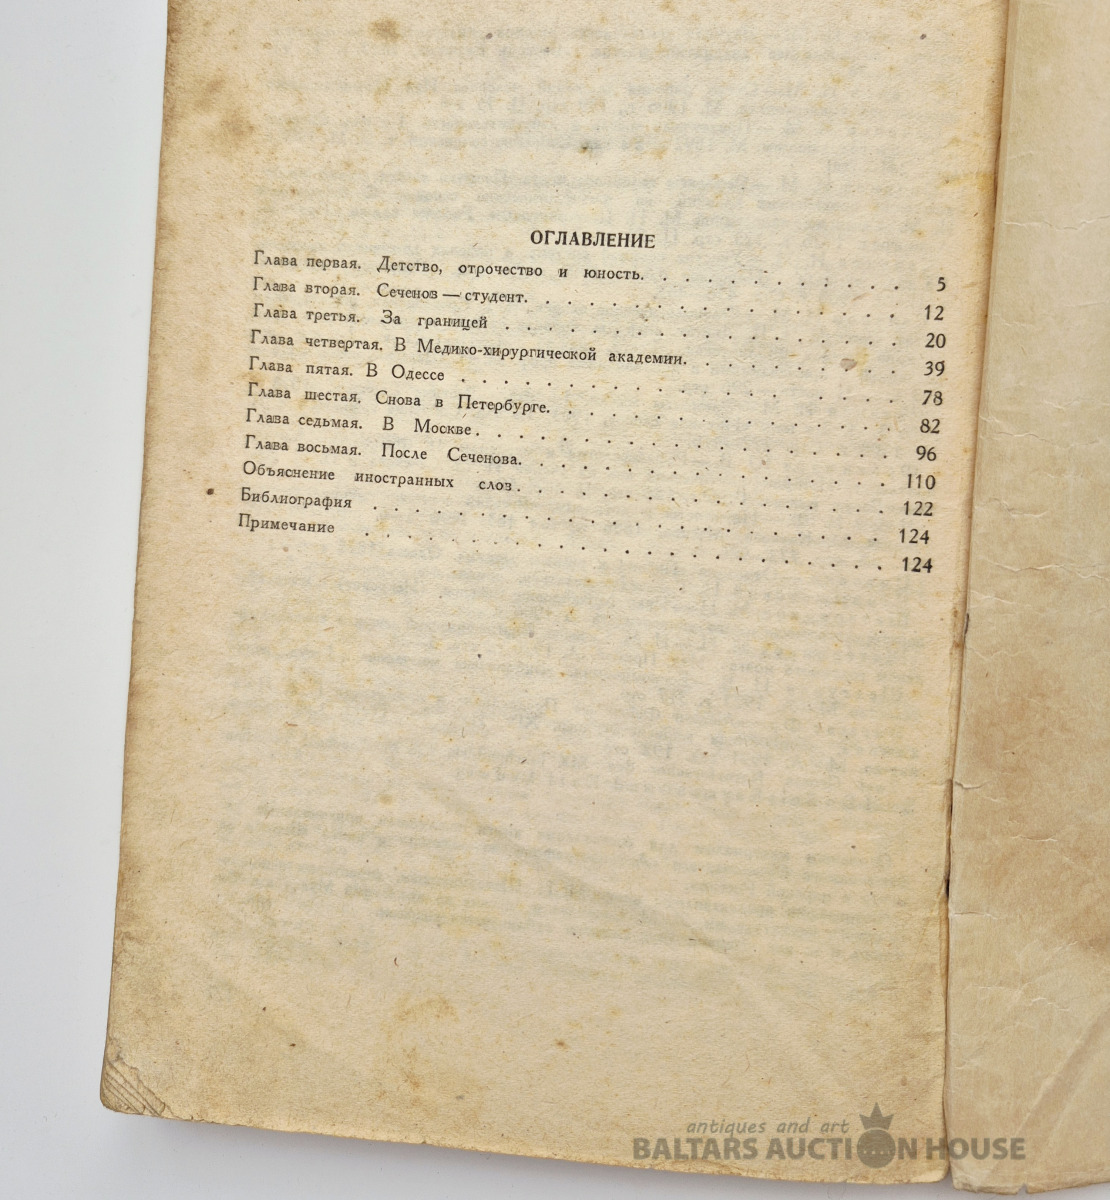 ОГЛАВЛЕНИЕ
Глава первая. Детство, отрочество и юность. . . . . . . . . . . . 5
Глава вторая. Сеченов — студент. . . . . . . . . . . . . . . . . 12
Глава третья. За границей . . . . . . . . . . . . . . . . . . 20
Глава четвертая. В Медико-хирургической академии. . . . . . . . . . 39
Глава пятая. В Одессе . . . . . . . . . . . . . . . . . . . . 78
Глава шестая. Снова в Петербурге. . . . . . . . . . . . . . . . 82
Глава седьмая. В Москве. . . . . . . . . . . . . . . . . . . 96
Глава восьмая. После Сеченова. . . . . . . . . . . . . . . . . 110
Объяснение иностранных слов. . . . . . . . . . . . . . . . . 122
Библиография . . . . . . . . . . . . . . . . . . . . . . . 124
Примечание . . . . . . . . . . . . . . . . . . . . . . . 124
antiques and art
BALTARS AUCTION HOUSE